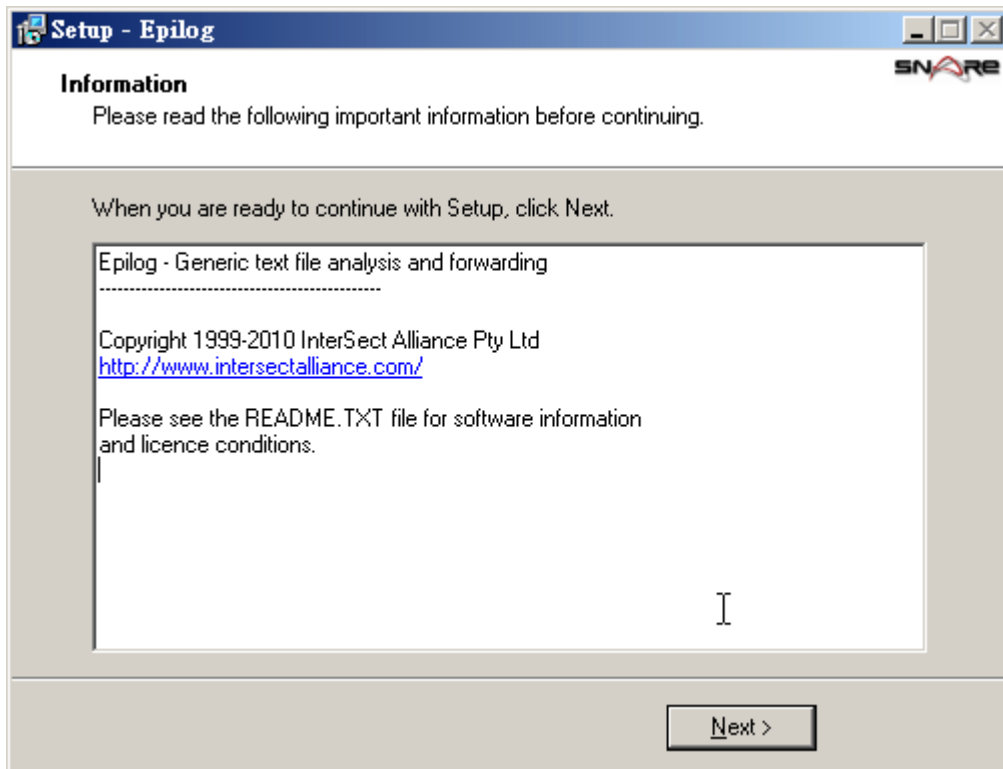 Setup - Epilog
SNARE
Information
Please read the following important information before continuing.
When you are ready to continue with Setup, click Next.
Epilog - Generic text file analysis and forwarding
-----------------------------------------------
Copyright 1999-2010 InterSect Alliance Pty Ltd
http://www.intersectalliance.com/
Please see the README.TXT file for software information
and licence conditions.
Next >